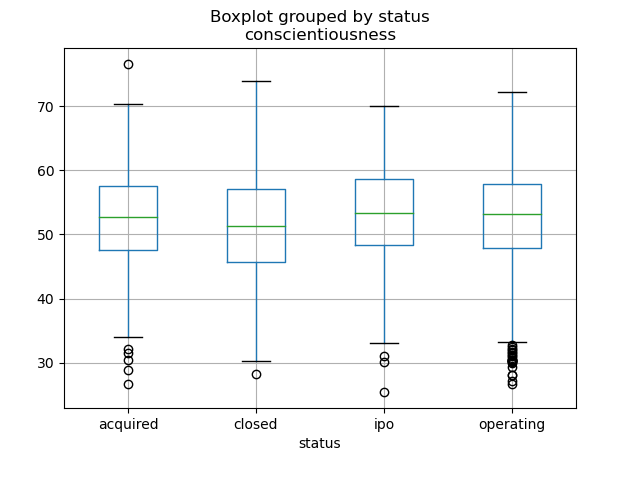 Boxplot grouped by status
conscientiousness
70
60
50
40
30
acquired closed ipo operating
status